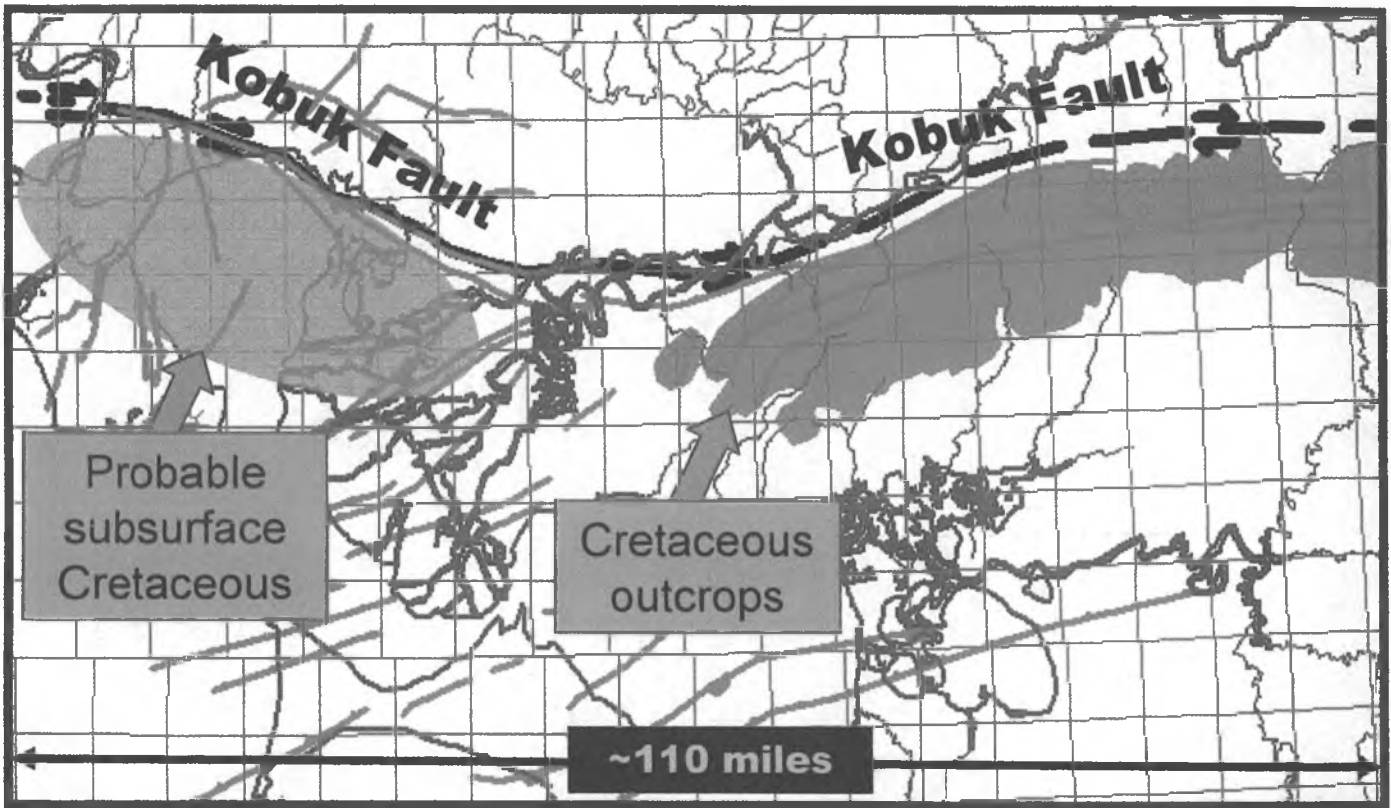 Kobuk Fault
Kobuk Fault
Probable
subsurface
Cretaceous
Cretaceous
outcrops
~110 miles